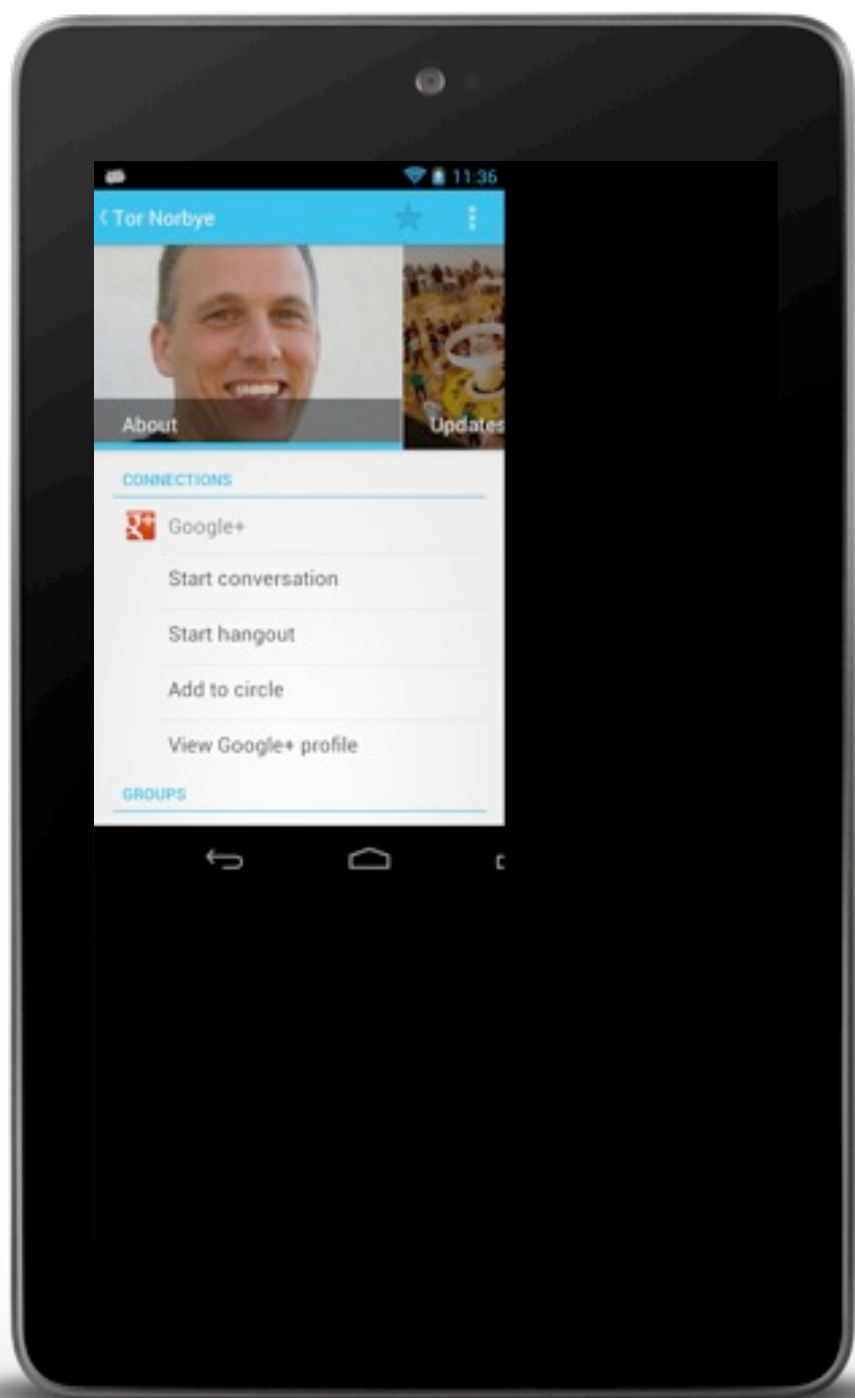 11:36
Tor Norbye
About
Updates
CONNECTIONS
g+ Google+
Start conversation
Start hangout
Add to circle
View Google+ profile
GROUPS